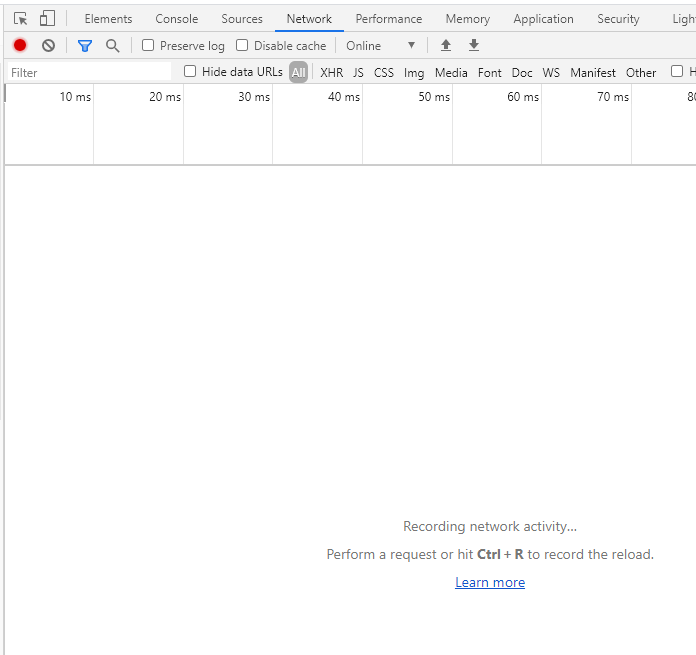 Elements Console Sources Network Performance Memory Application Security Ligh
Preserve log Disable cache Online
Filter Hide data URLs All XHR JS CSS Img Media Font Doc WS Manifest Other H
10 ms 20 ms 30 ms 40 ms 50 ms 60 ms 70 ms 80
Recording network activity...
Perform a request or hit Ctrl + R to record the reload.
Learn more